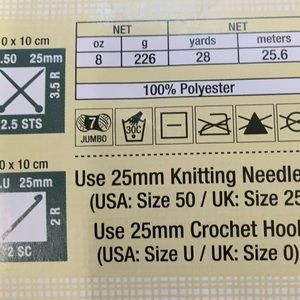 0 x 10 cm
.50 25mm
3.5 R
2.5 STS
0 x 10 cm
.U 25mm
2 R
2 SC
NET NET
oz g yards meters
8 226 28 25.6
100% Polyester
7
JUMBO
30C
Use 25mm Knitting Needle
(USA: Size 50 / UK: Size 25
Use 25mm Crochet Hook
(USA: Size U / UK: Size 0)